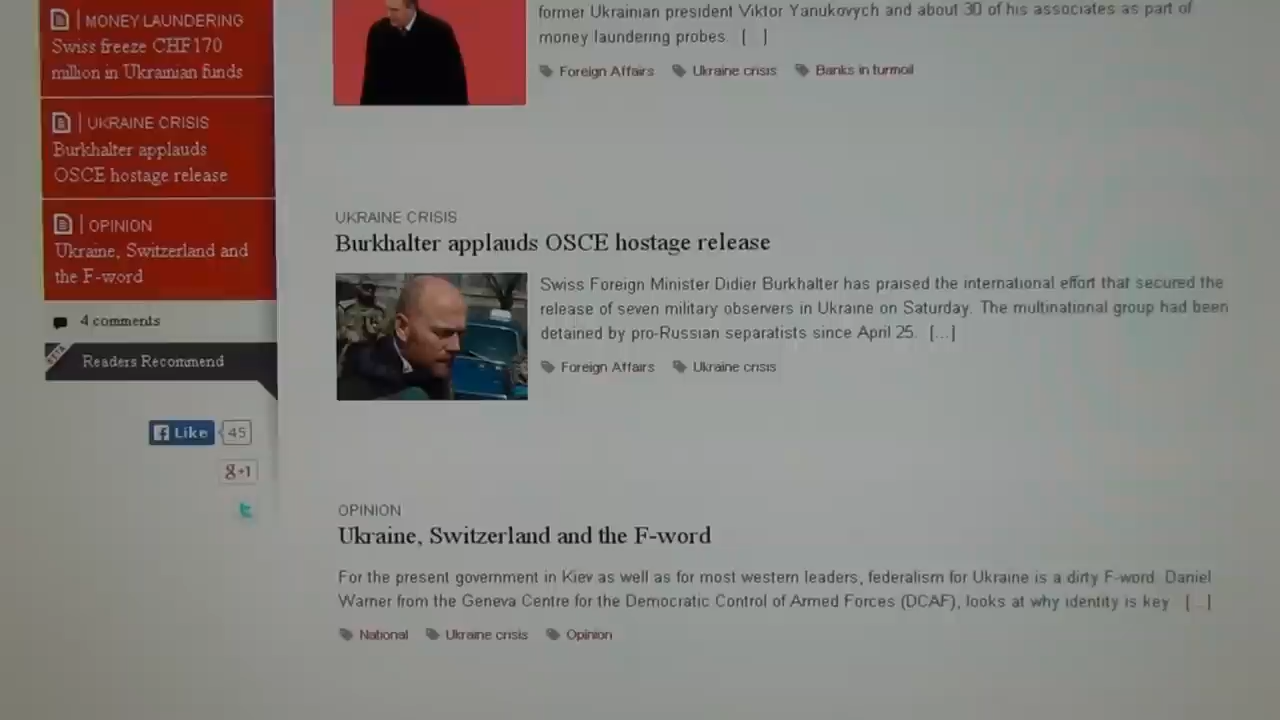 MONEY LAUNDERING
Swiss freeze CHF170
million in Ukrainian funds
UKRAINE CRISIS
Burkhalter applauds
OSCE hostage release
OPINION
Ukraine, Switzerland and
the F-word
4 comments
Readers Recommend
Like 45
g+1
former Ukrainian president Viktor Yanukovych and about 30 of his associates as part of
money laundering probes. [...]
Foreign Affairs Ukraine crisis Banks in turmoil
UKRAINE CRISIS
Burkhalter applauds OSCE hostage release
Swiss Foreign Minister Didier Burkhalter has praised the international effort that secured the
release of seven military observers in Ukraine on Saturday. The multinational group had been
detained by pro-Russian separatists since April 25. [...]
Foreign Affairs Ukraine crisis
OPINION
Ukraine, Switzerland and the F-word
For the present government in Kiev as well as for most western leaders, federalism for Ukraine is a dirty F-word. Daniel
Warner from the Geneva Centre for the Democratic Control of Armed Forces (DCAF), looks at why identity is key. [...]
National Ukraine crisis Opinion